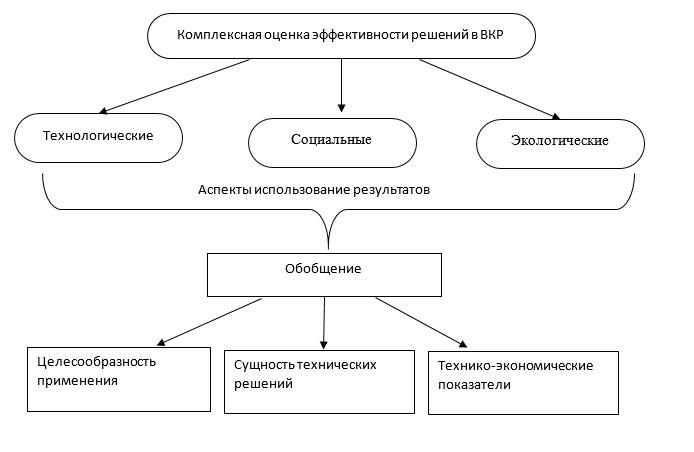 Комплексная оценка эффективности решений в ВКР
Технологические
Социальные
Экологические
Аспекты использование результатов
Обобщение
Целесообразность
применения
Сущность технических
решений
Технико-экономические
показатели